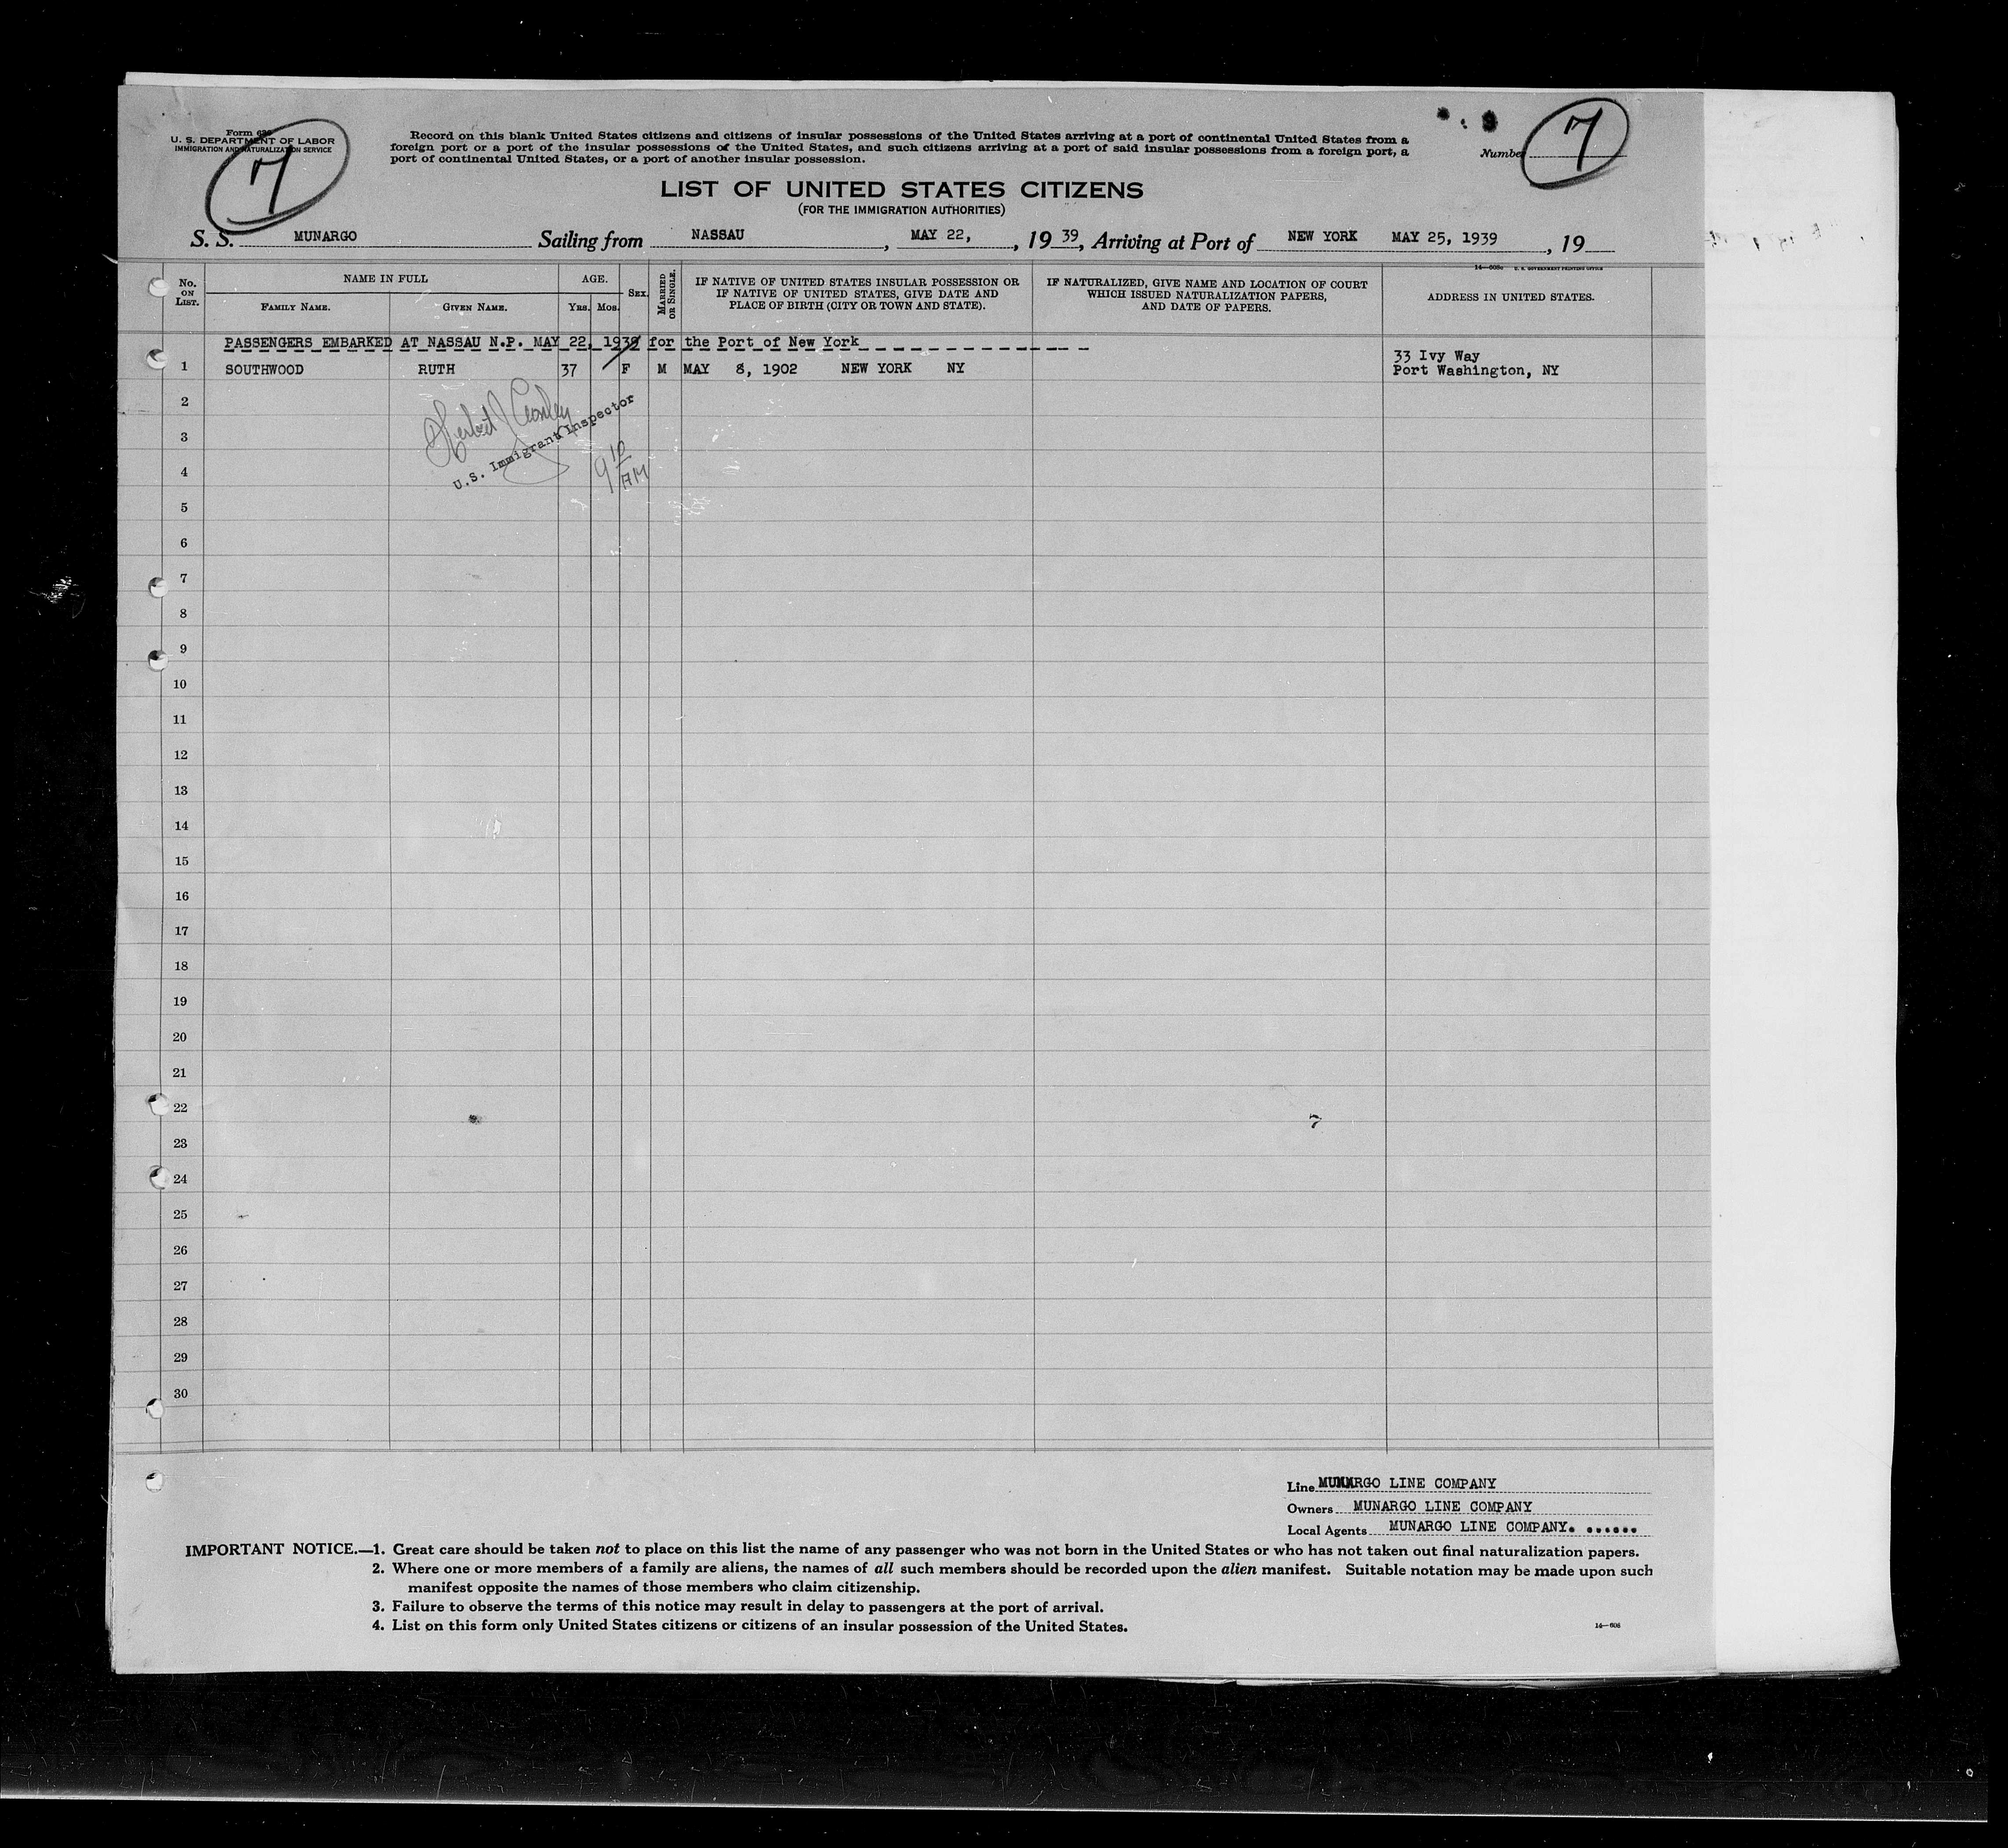 Form 630
U. S. DEPARTMENT OF LABOR
IMMIGRATION AND NATURALIZATION SERVICE
7
Record on this blank United States citizens and citizens of insular possessions of the United States arriving at a port of continental United States from a
foreign port or a port of the insular possessions of the United States, and such citizens arriving at a port of said insular possessions from a foreign port, a
port of continental United States, or a port of another insular possession.
Number 7
LIST OF UNITED STATES CITIZENS
(FOR THE IMMIGRATION AUTHORITIES)
S. S. MUNARGO Sailing from NASSAU, MAY 22, , 19 39, Arriving at Port of NEW YORK MAY 25, 1939, 19
14—608a U. S. GOVERNMENT PRINTING OFFICE
No. ON LIST. NAME IN FULL AGE. SEX. MARRIED OR SINGLE. IF NATIVE OF UNITED STATES INSULAR POSSESSION OR IF NATIVE OF UNITED STATES, GIVE DATE AND PLACE OF BIRTH (CITY OR TOWN AND STATE). IF NATURALIZED, GIVE NAME AND LOCATION OF COURT WHICH ISSUED NATURALIZATION PAPERS, AND DATE OF PAPERS. ADDRESS IN UNITED STATES.
FAMILY NAME. GIVEN NAME. YRS. MOS.
PASSENGERS EMBARKED AT NASSAU N.P. MAY 22, 1939 for the Port of New York
33 Ivy Way
1 SOUTHWOOD RUTH 37 F M MAY 8, 1902 NEW YORK NY Port Washington, NY
2
3
U.S. Immigrant Inspector
9 10 AM
4
5
6
7
8
9
10
11
12
13
14
15
16
17
18
19
20
21
22
7
23
24
25
26
27
28
29
30
Line MUNARGO LINE COMPANY
Owners MUNARGO LINE COMPANY
Local Agents MUNARGO LINE COMPANY.
IMPORTANT NOTICE.—1. Great care should be taken not to place on this list the name of any passenger who was not born in the United States or who has not taken out final naturalization papers.
2. Where one or more members of a family are aliens, the names of all such members should be recorded upon the alien manifest. Suitable notation may be made upon such
manifest opposite the names of those members who claim citizenship.
3. Failure to observe the terms of this notice may result in delay to passengers at the port of arrival.
4. List on this form only United States citizens or citizens of an insular possession of the United States.
14—608